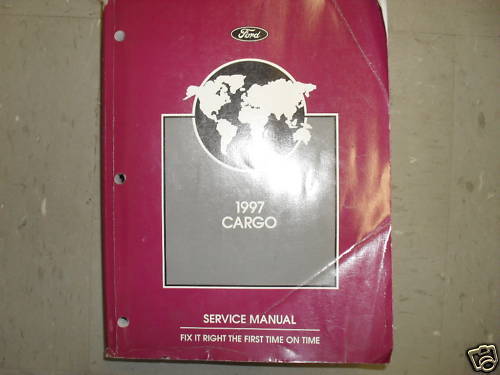 Ford
1997
CARGO
SERVICE MANUAL
FIX IT RIGHT THE FIRST TIME ON TIME